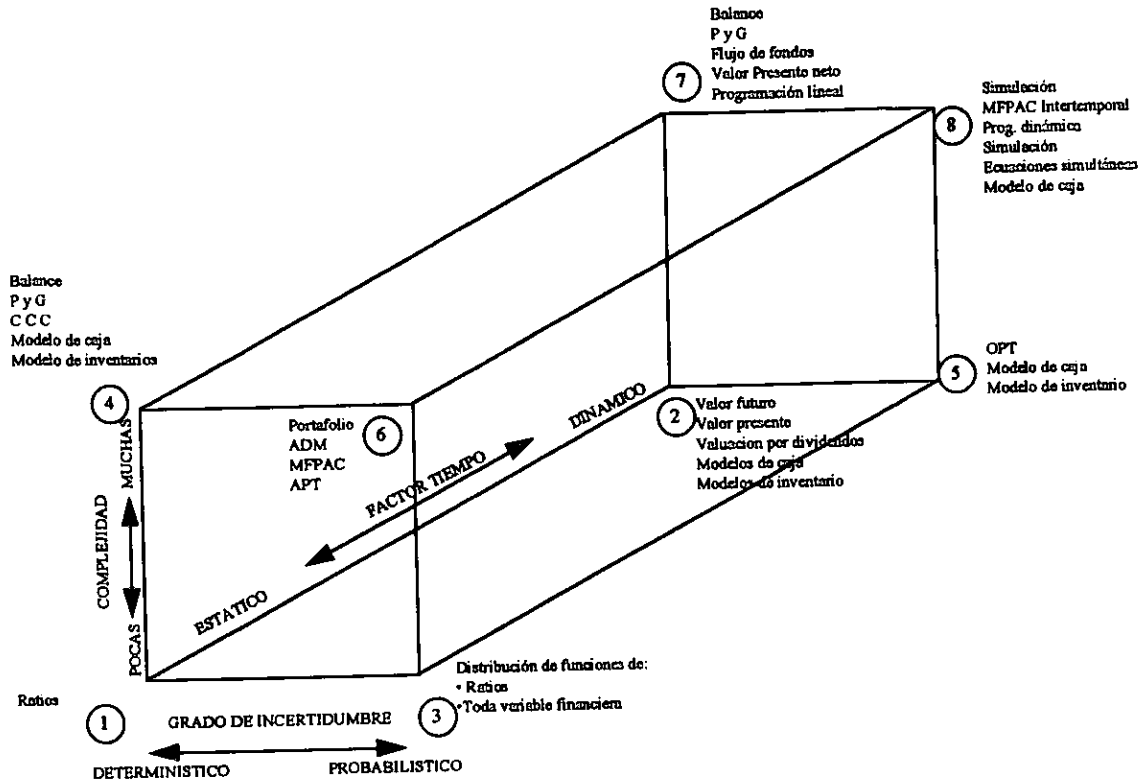 Balance
P y G
Flujo de fondos
Valor Presente neto
Programación lineal
7
Simulación
MFPAC Intertemporal
Prog. dinámica
Simulación
Ecuaciones simultáneas
Modelo de caja
8
Balance
P y G
C C C
Modelo de caja
Modelo de inventarios
4
OPT
Modelo de caja
Modelo de inventario
5
Portafolio
ADM
MFPAC
APT
6
Valor futuro
Valor presente
Valuacion por dividendos
Modelos de caja
Modelos de inventario
2
DINAMICO
FACTOR TIEMPO
ESTATICO
MUCHAS
COMPLEJIDAD
POCAS
Ratios
1
Distribución de funciones de:
• Ratios
• Toda variable financiera
3
GRADO DE INCERTIDUMBRE
DETERMINISTICO
PROBABILISTICO